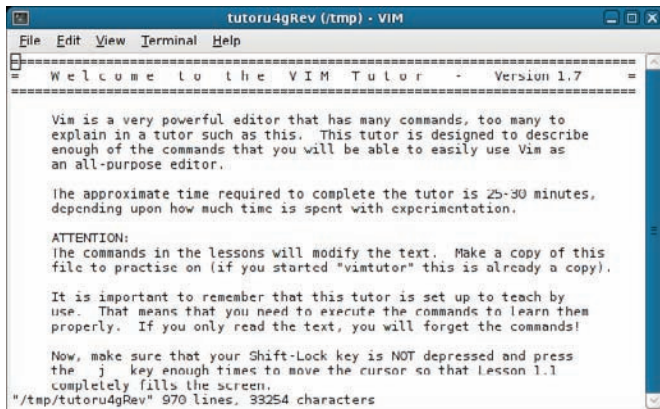 tutoru4gRev (/tmp) - VIM
File Edit View Terminal Help
===============================================================================
=    W e l c o m e   t o   t h e   V I M   T u t o r    -    Version 1.7      =
===============================================================================
Vim is a very powerful editor that has many commands, too many to
explain in a tutor such as this.  This tutor is designed to describe
enough of the commands that you will be able to easily use Vim as
an all-purpose editor.
The approximate time required to complete the tutor is 25-30 minutes,
depending upon how much time is spent with experimentation.
ATTENTION:
The commands in the lessons will modify the text.  Make a copy of this
file to practise on (if you started "vimtutor" this is already a copy).
It is important to remember that this tutor is set up to teach by
use.  That means that you need to execute the commands to learn them
properly.  If you only read the text, you will forget the commands!
Now, make sure that your Shift-Lock key is NOT depressed and press
the   j   key enough times to move the cursor so that Lesson 1.1
completely fills the screen.
"/tmp/tutoru4gRev" 970 lines, 33254 characters